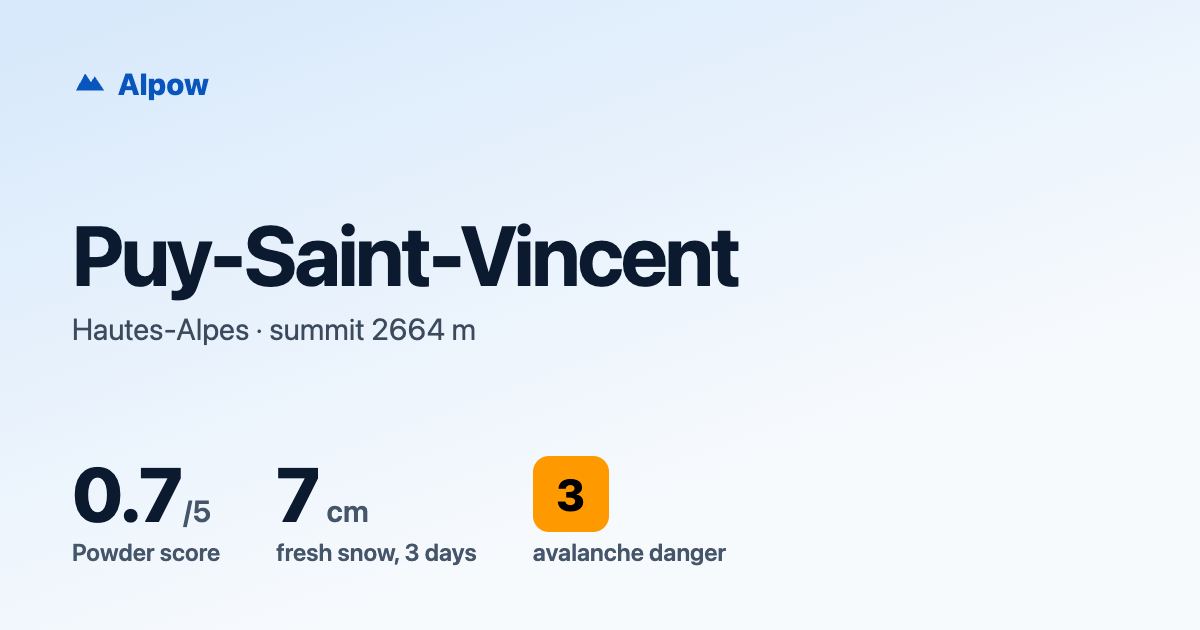 Alpow
Puy-Saint-Vincent
Hautes-Alpes · summit 2664 m
0.7/5 7 cm 3
Powder score fresh snow, 3 days avalanche danger